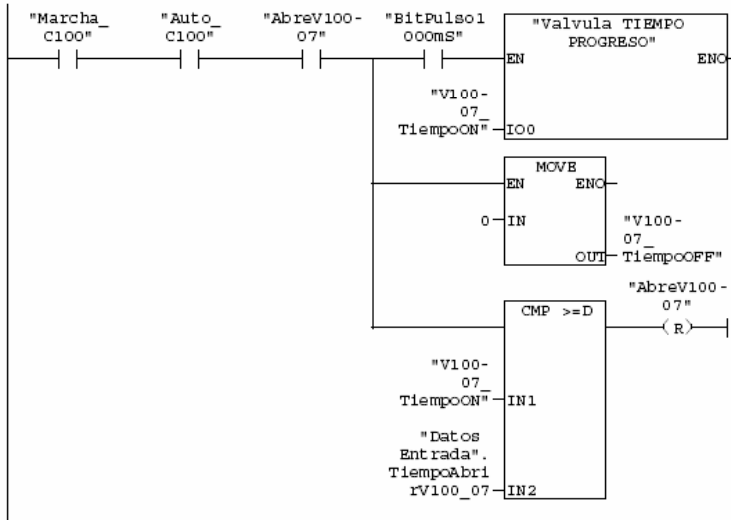 "Marcha_
C100"
"Auto_
C100"
"AbreV100-
07"
"BitPulso1
000mS"
"Valvula TIEMPO
PROGRESO"
EN
ENO
"V100-
07_
TiempoON"
IO0
MOVE
EN
ENO
0
IN
"V100-
07_
TiempoOFF"
OUT
"AbreV100-
07"
CMP >=D
R
"V100-
07_
TiempoON"
IN1
"Datos
Entrada".
TiempoAbri
rV100_07
IN2